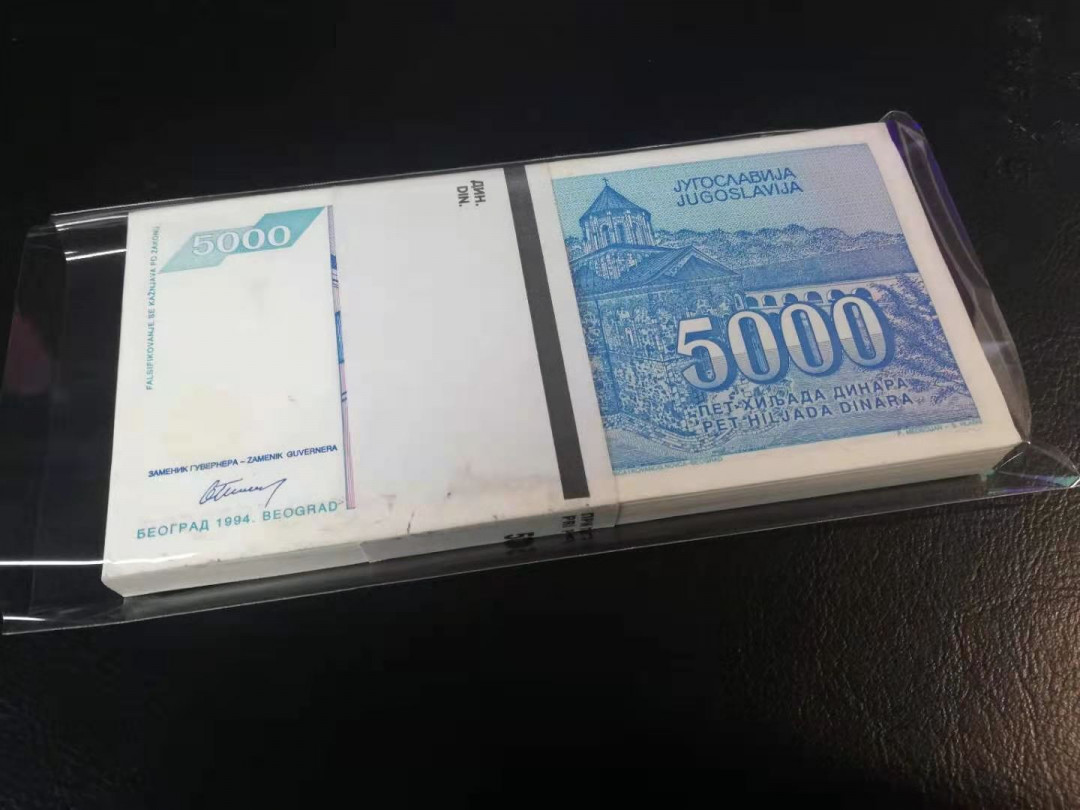 5000
FALSIFIKOVANJE SE KAŽNJAVA PO ZAKONU
ЗАМЕНИК ГУВЕРНЕРА – ZAMENIK GUVERNERA
БЕОГРАД 1994. BEOGRAD
ДИН.
DIN.
ЈУГОСЛАВИЈА
JUGOSLAVIJA
5000
ПЕТ ХИЉАДА ДИНАРА
PET HILJADA DINARA